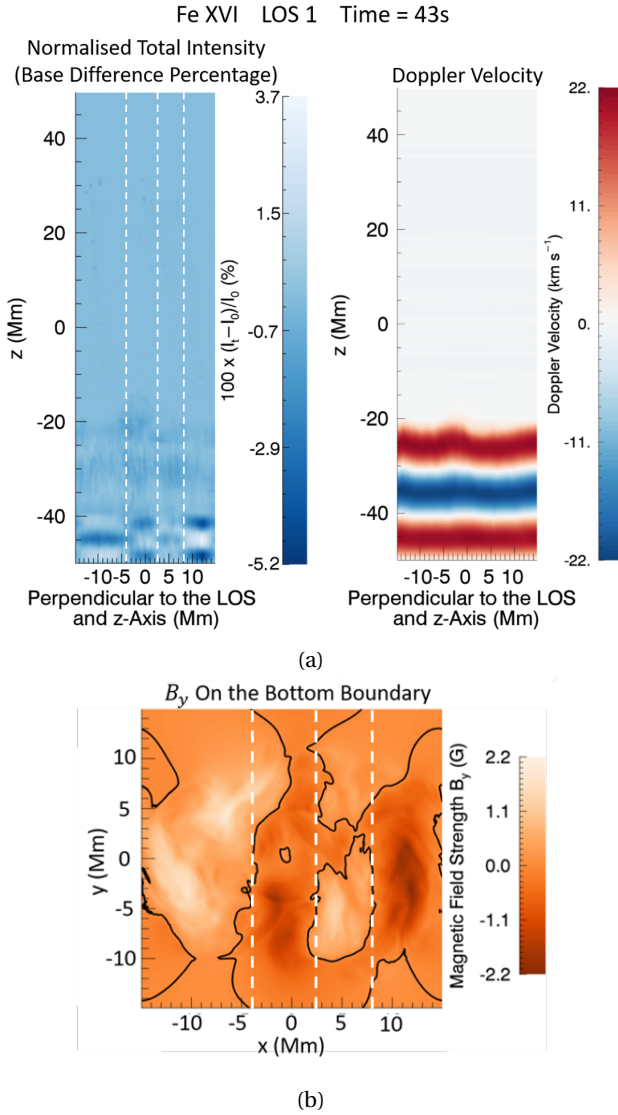 Fe XVI LOS 1 Time = 43s
Normalised Total Intensity
(Base Difference Percentage)
Doppler Velocity
z (Mm)
40
20
0
-20
-40
-10 -5 0 5 10
Perpendicular to the LOS
and z-Axis (Mm)
3.7
1.5
-0.7
-2.9
-5.2
100 x (Iₜ−I₀)/I₀ (%)
z (Mm)
40
20
0
-20
-40
-10 -5 0 5 10
Perpendicular to the LOS
and z-Axis (Mm)
Doppler Velocity (km s⁻¹)
22.
11.
0.
-11.
-22.
(a)
B_y On the Bottom Boundary
y (Mm)
10
5
0
-5
-10
-10 -5 0 5 10
x (Mm)
Magnetic Field Strength B_y (G)
2.2
1.1
0.0
-1.1
-2.2
(b)